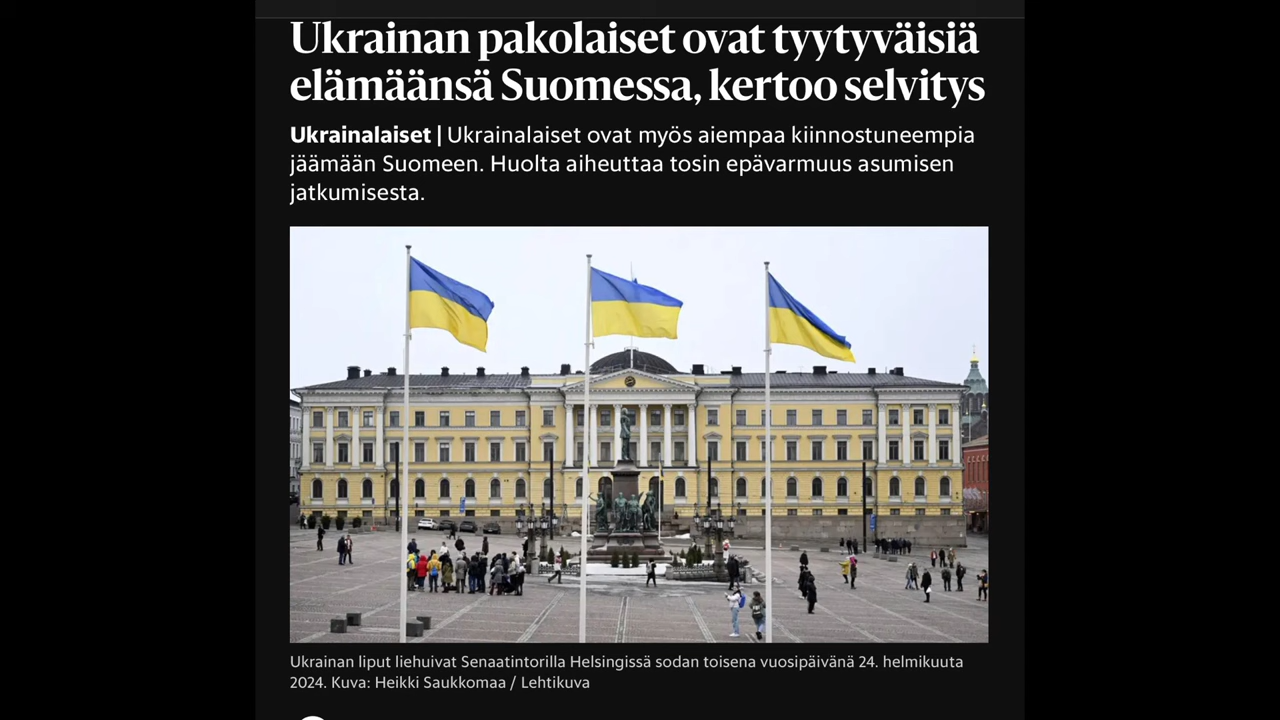 Ukrainan pakolaiset ovat tyytyväisiä
elämäänsä Suomessa, kertoo selvitys
Ukrainalaiset | Ukrainalaiset ovat myös aiempaa kiinnostuneempia
jäämään Suomeen. Huolta aiheuttaa tosin epävarmuus asumisen
jatkumisesta.
Ukrainan liput liehuivat Senaatintorilla Helsingissä sodan toisena vuosipäivänä 24. helmikuuta
2024. Kuva: Heikki Saukkomaa / Lehtikuva